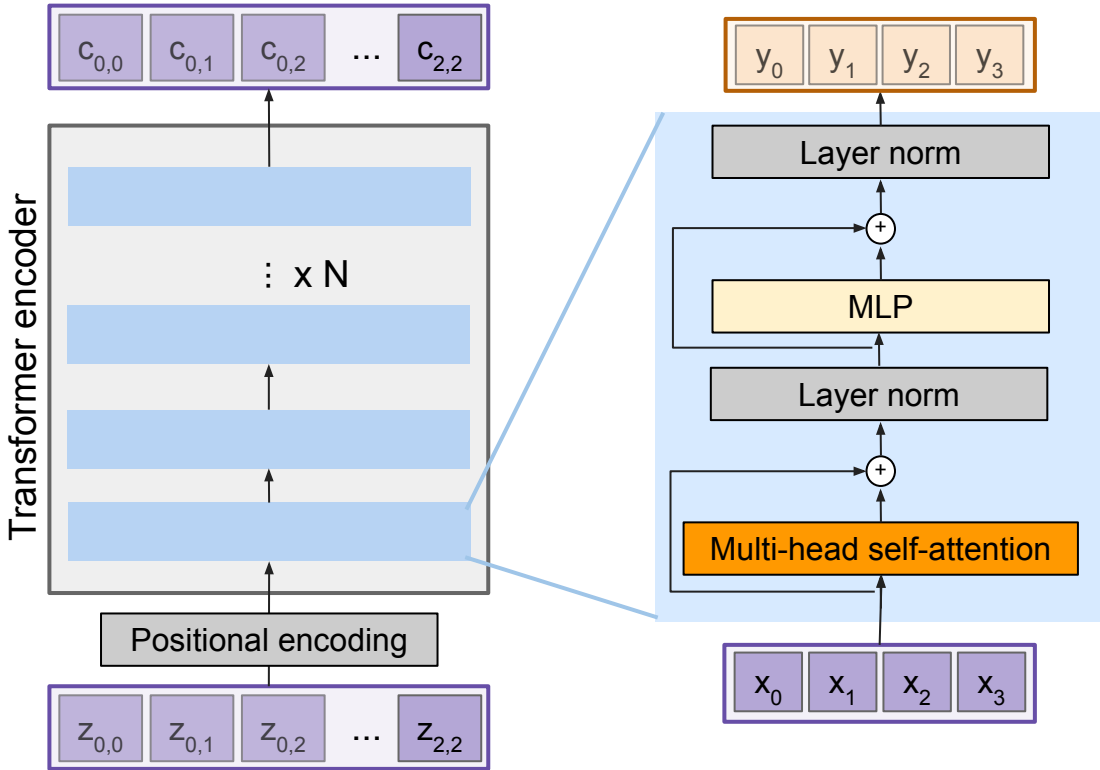 c0,0 c0,1 c0,2 ... c2,2
Transformer encoder
⋮ x N
Positional encoding
z0,0 z0,1 z0,2 ... z2,2
y0 y1 y2 y3
Layer norm
+
MLP
Layer norm
+
Multi-head self-attention
x0 x1 x2 x3